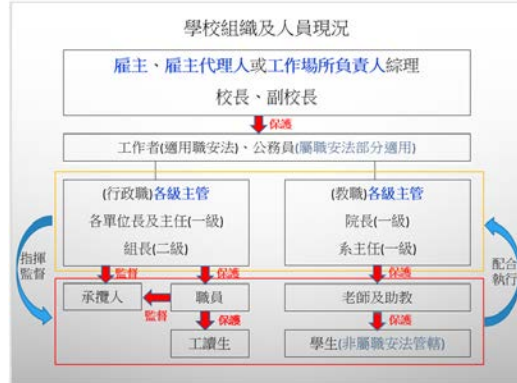 學校組織及人員現況
雇主、雇主代理人或工作場所負責人綜理
校長、副校長
保護
工作者(適用職安法)、公務員(屬職安法部分適用)
(行政職)各級主管
各單位長及主任(一級)
組長(二級)
(教職)各級主管
院長(一級)
系主任(一級)
指揮
監督
配合
執行
監督
保護
保護
承攬人
職員
老師及助教
監督
保護
保護
工讀生
學生(非屬職安法管轄)